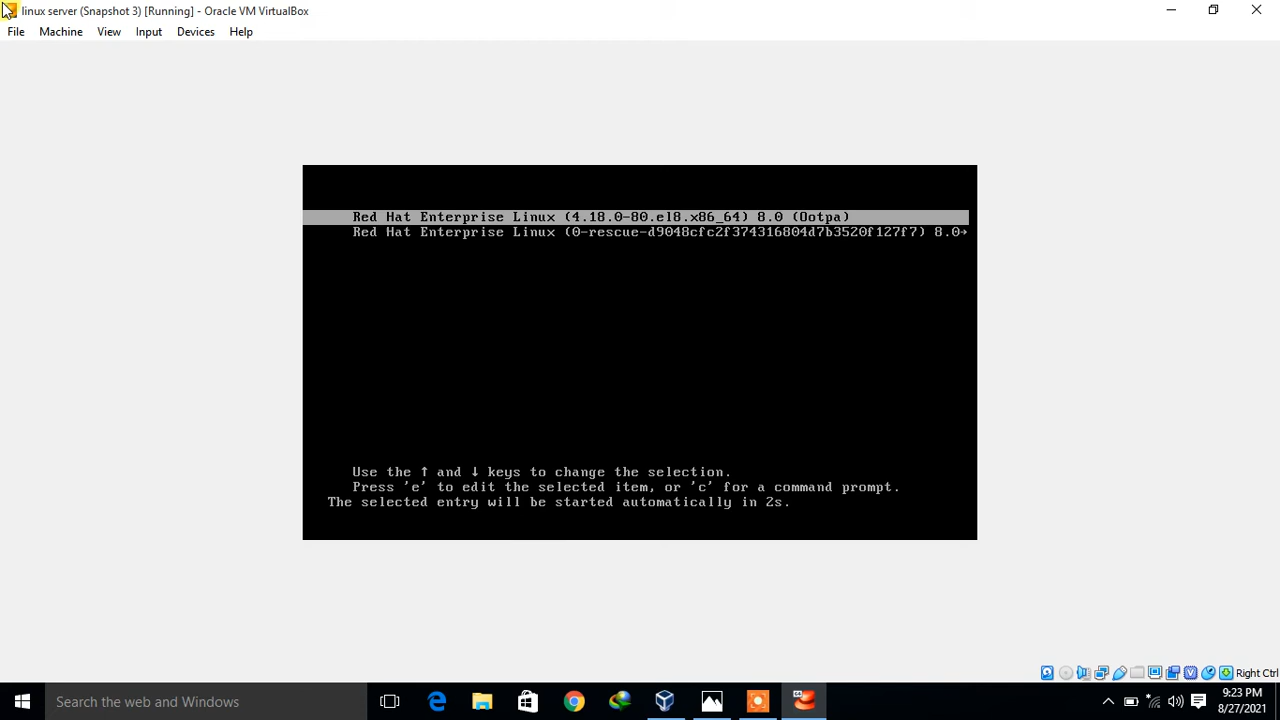 linux server (Snapshot 3) [Running] - Oracle VM VirtualBox
File Machine View Input Devices Help
Red Hat Enterprise Linux (4.18.0-80.el8.x86_64) 8.0 (Ootpa)
Red Hat Enterprise Linux (0-rescue-d9048cfc2f374316804d7b3520f127f7) 8.0→
Use the ↑ and ↓ keys to change the selection.
Press 'e' to edit the selected item, or 'c' for a command prompt.
The selected entry will be started automatically in 2s.
Right Ctrl
Search the web and Windows
9:23 PM
8/27/2021